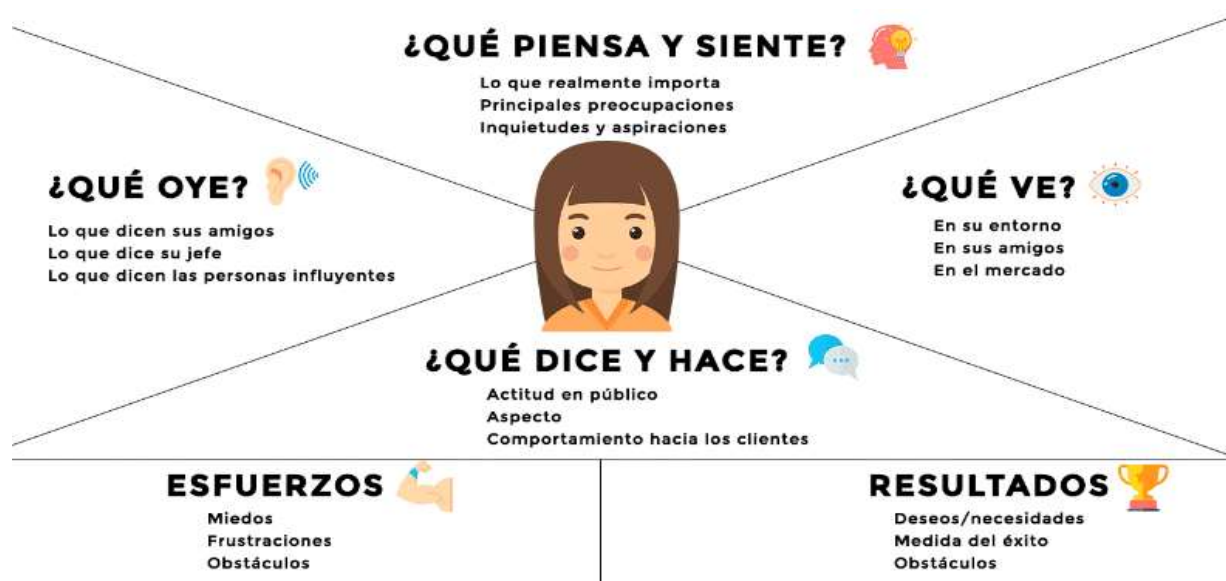 ¿QUÉ PIENSA Y SIENTE?
Lo que realmente importa
Principales preocupaciones
Inquietudes y aspiraciones
¿QUÉ OYE?
Lo que dicen sus amigos
Lo que dice su jefe
Lo que dicen las personas influyentes
¿QUÉ VE?
En su entorno
En sus amigos
En el mercado
¿QUÉ DICE Y HACE?
Actitud en público
Aspecto
Comportamiento hacia los clientes
ESFUERZOS
Miedos
Frustraciones
Obstáculos
RESULTADOS
Deseos/necesidades
Medida del éxito
Obstáculos